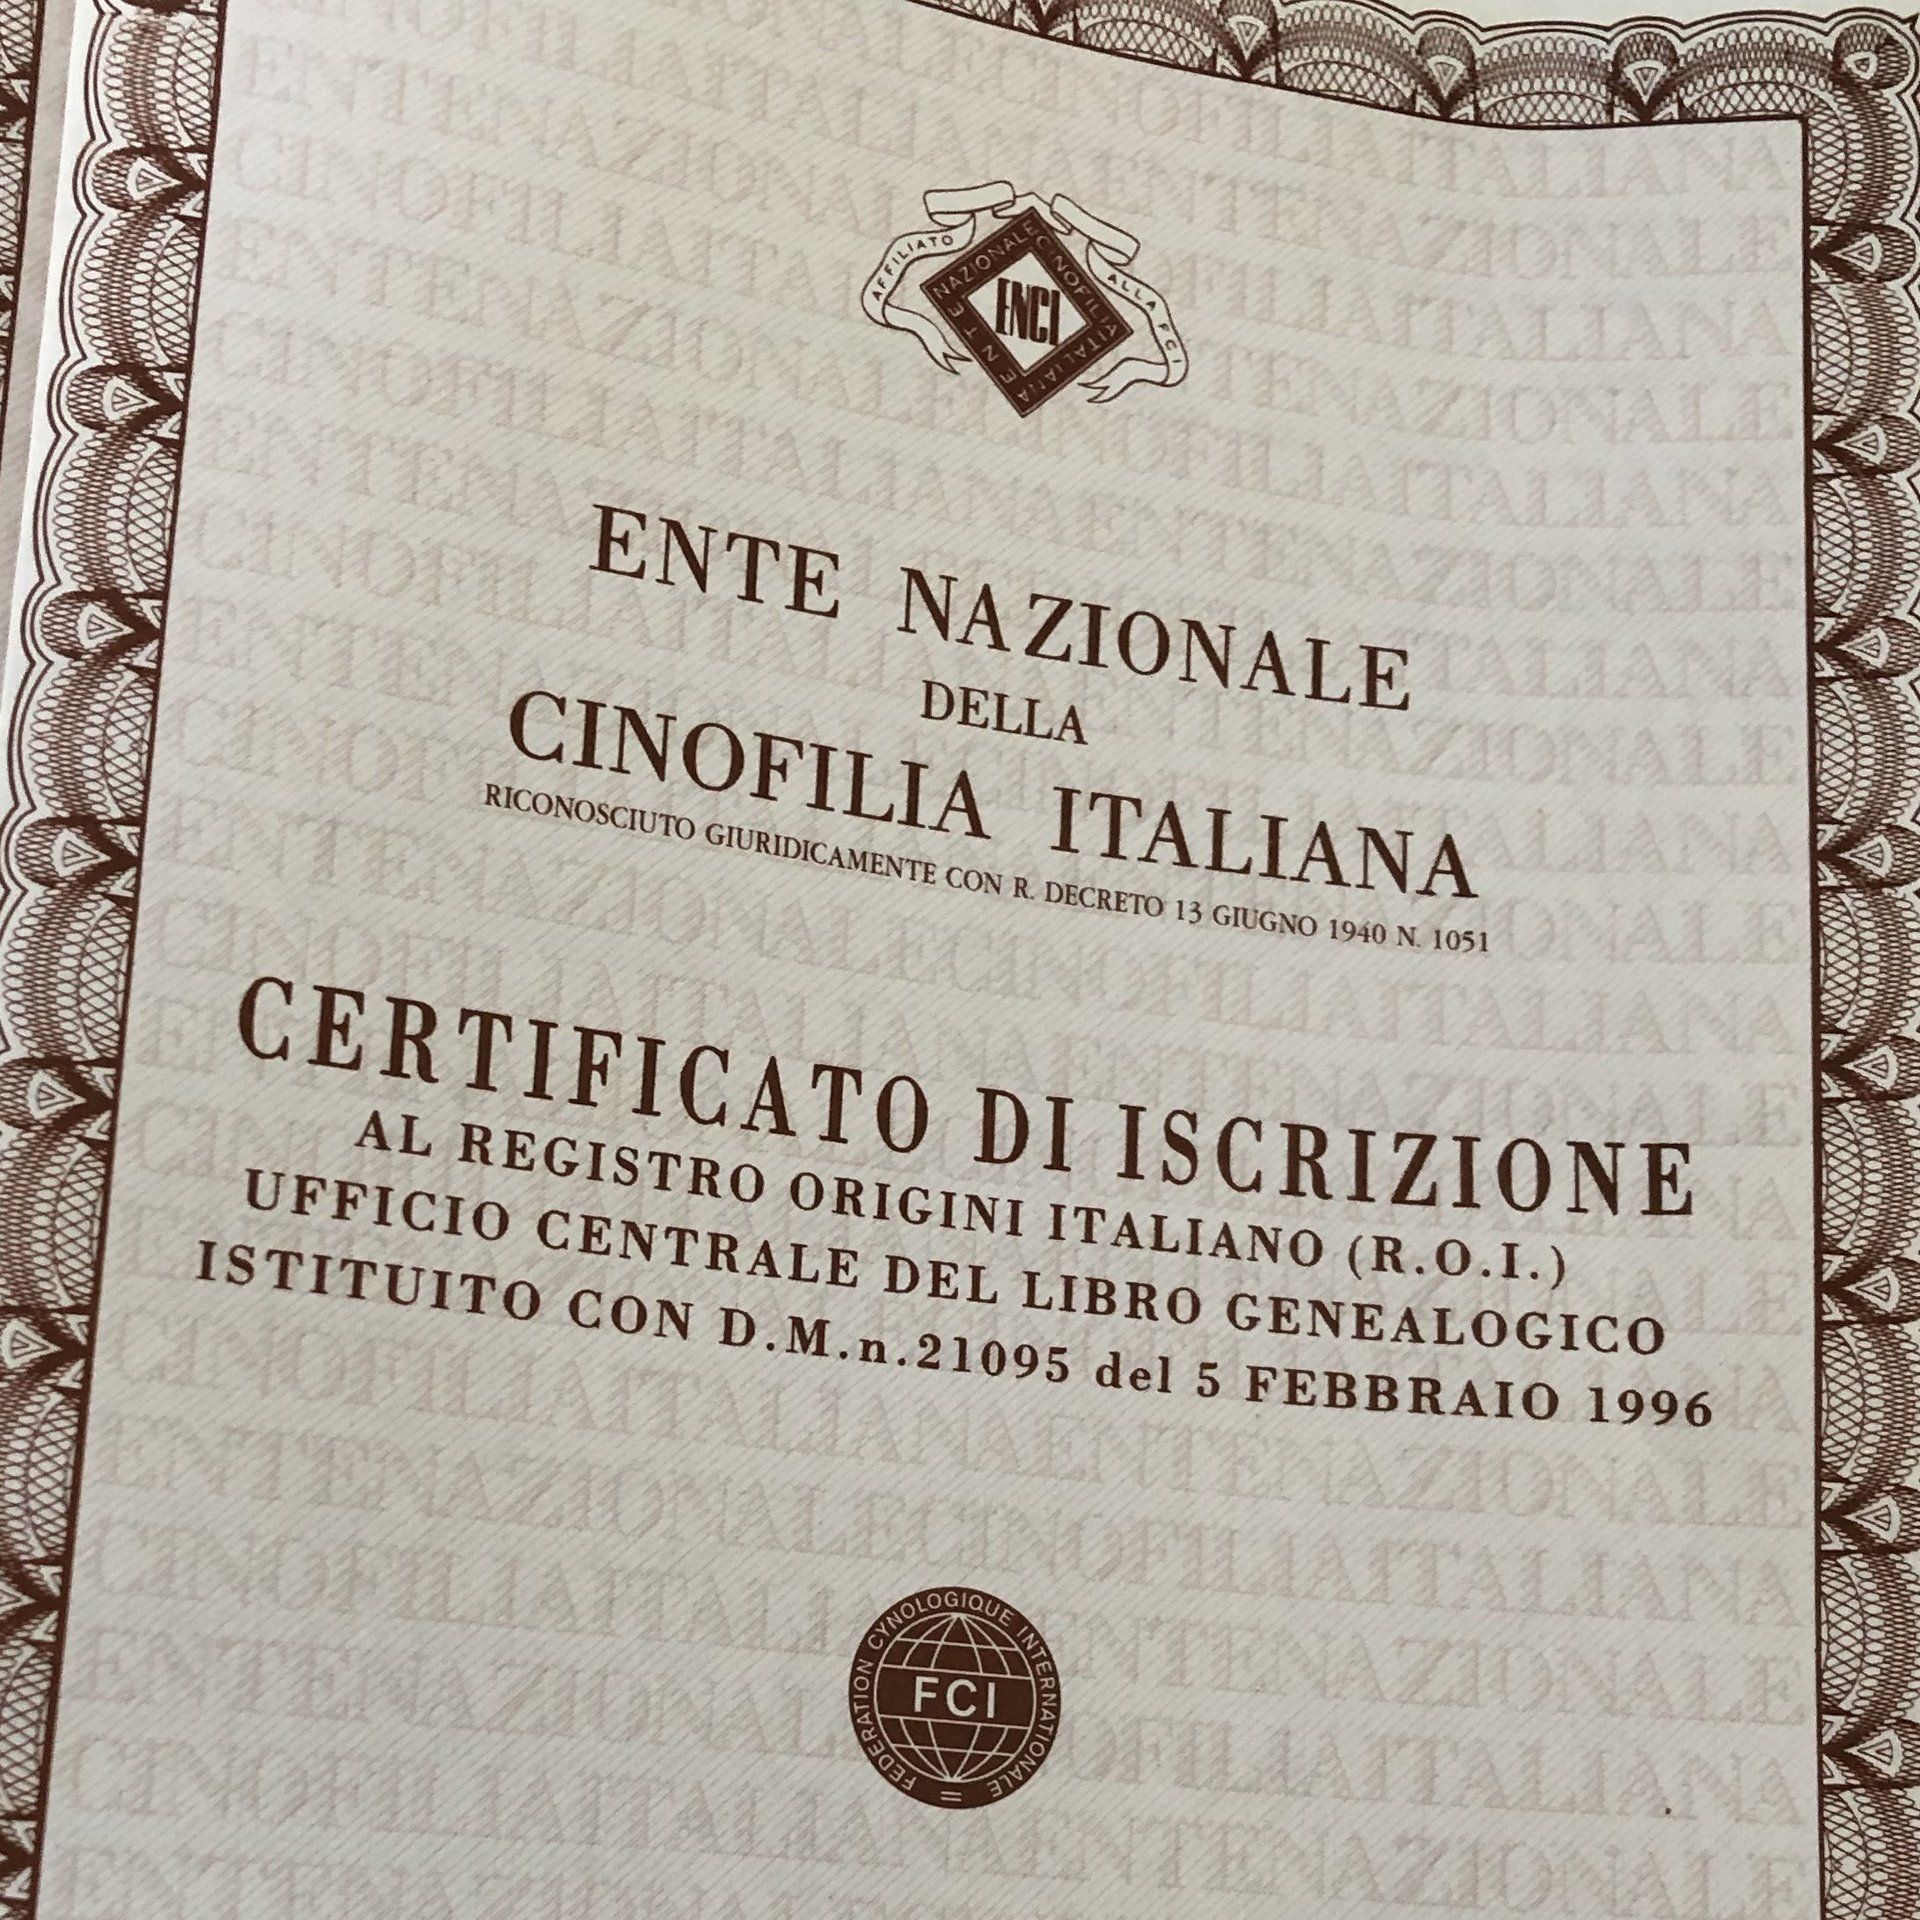 AFFILIATO ALLA FCI
ENTE NAZIONALE CINOFILIA ITALIANA
ENCI
ENTE NAZIONALE
DELLA
CINOFILIA ITALIANA
RICONOSCIUTO GIURIDICAMENTE CON R. DECRETO 13 GIUGNO 1940 N. 1051
CERTIFICATO DI ISCRIZIONE
AL REGISTRO ORIGINI ITALIANO (R.O.I.)
UFFICIO CENTRALE DEL LIBRO GENEALOGICO
ISTITUITO CON D.M.n.21095 del 5 FEBBRAIO 1996
FEDERATION CYNOLOGIQUE INTERNATIONALE
FCI